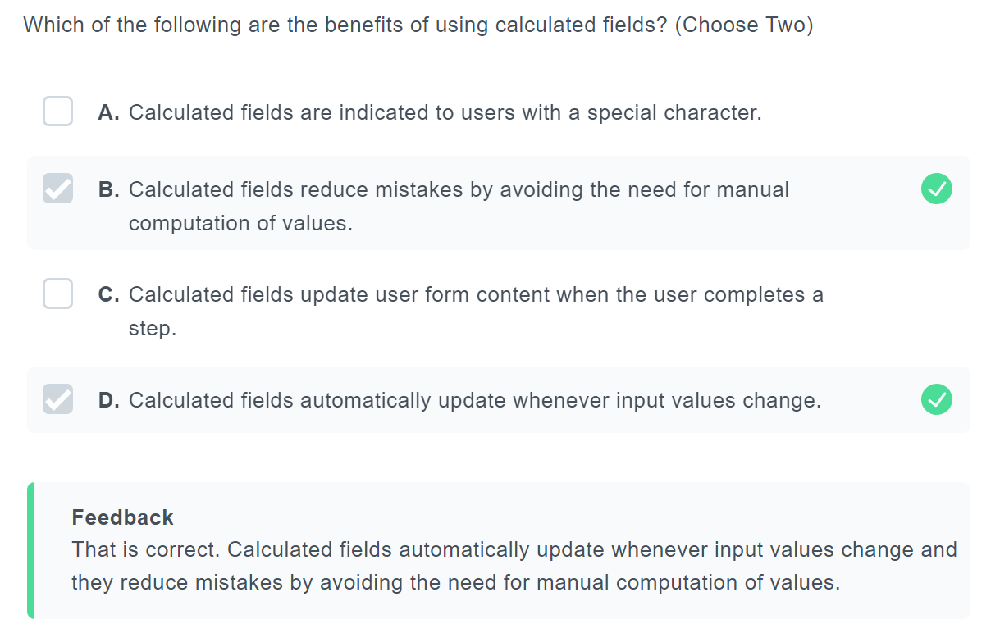 Which of the following are the benefits of using calculated fields? (Choose Two)
A. Calculated fields are indicated to users with a special character.
B. Calculated fields reduce mistakes by avoiding the need for manual
computation of values.
C. Calculated fields update user form content when the user completes a
step.
D. Calculated fields automatically update whenever input values change.
Feedback
That is correct. Calculated fields automatically update whenever input values change and
they reduce mistakes by avoiding the need for manual computation of values.